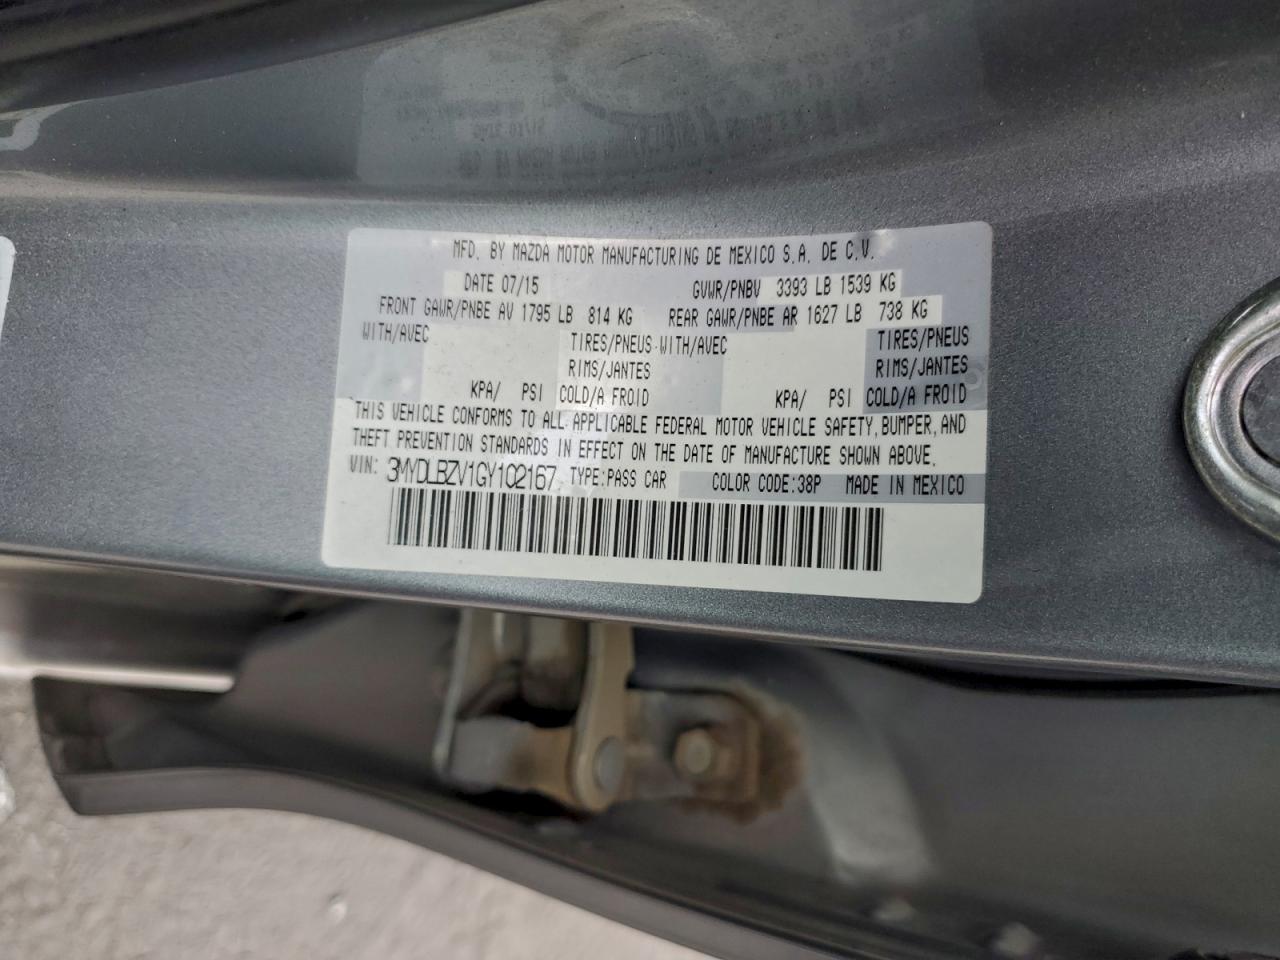 MFD. BY MAZDA MOTOR MANUFACTURING DE MEXICO S.A. DE C.V.
DATE 07/15 GVWR/PNBV 3393 LB 1539 KG
FRONT GAWR/PNBE AV 1795 LB 814 KG REAR GAWR/PNBE AR 1627 LB 738 KG
WITH/AVEC TIRES/PNEUS WITH/AVEC TIRES/PNEUS
RIMS/JANTES RIMS/JANTES
KPA/ PSI COLD/A FROID KPA/ PSI COLD/A FROID
THIS VEHICLE CONFORMS TO ALL APPLICABLE FEDERAL MOTOR VEHICLE SAFETY, BUMPER, AND
THEFT PREVENTION STANDARDS IN EFFECT ON THE DATE OF MANUFACTURE SHOWN ABOVE.
VIN: 3MYDLBZV1GY102167 TYPE:PASS CAR COLOR CODE:38P MADE IN MEXICO